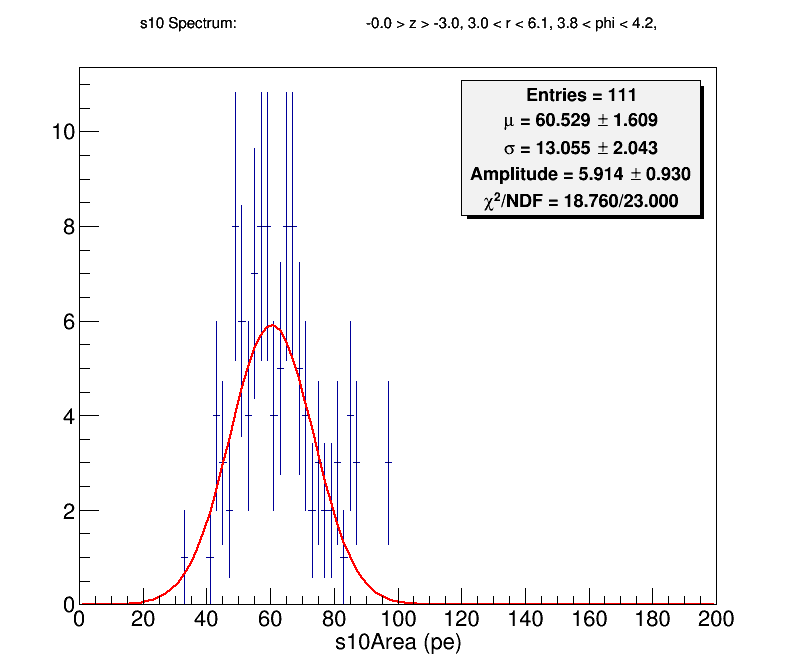 s10 Spectrum: -0.0 > z > -3.0, 3.0 < r < 6.1, 3.8 < phi < 4.2,
Entries = 111
μ = 60.529 ± 1.609
σ = 13.055 ± 2.043
Amplitude = 5.914 ± 0.930
χ²/NDF = 18.760/23.000
10
8
6
4
2
0
0 20 40 60 80 100 120 140 160 180 200
s10Area (pe)